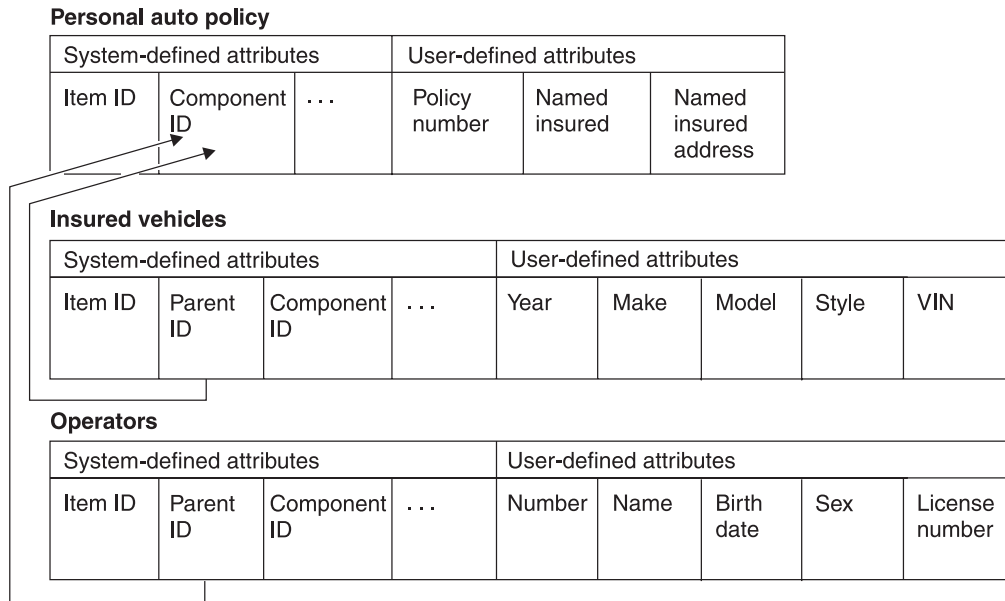 Personal auto policy
System-defined attributes User-defined attributes
Item ID Component ID . . . Policy number Named insured Named insured address
Insured vehicles
System-defined attributes User-defined attributes
Item ID Parent ID Component ID . . . Year Make Model Style VIN
Operators
System-defined attributes User-defined attributes
Item ID Parent ID Component ID . . . Number Name Birth date Sex License number